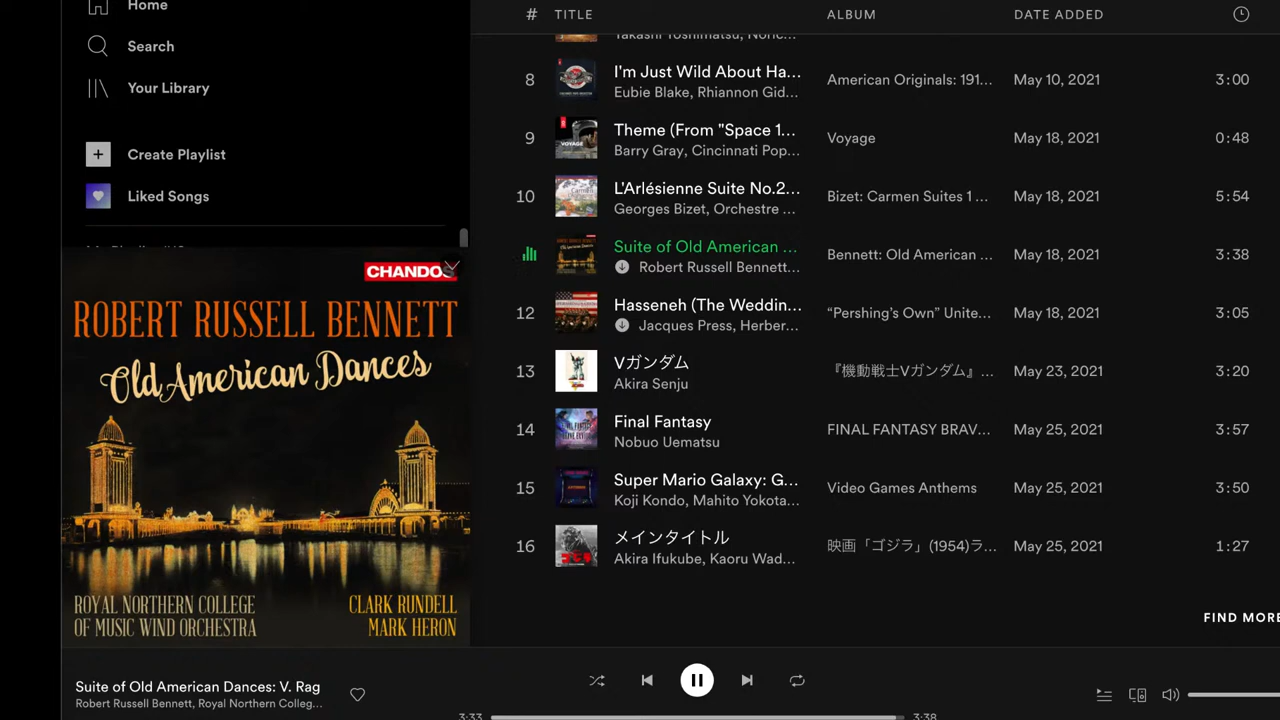 Home
Search
Your Library
Create Playlist
Liked Songs
CHANDOS
ROBERT RUSSELL BENNETT
Old American Dances
ROYAL NORTHERN COLLEGE
OF MUSIC WIND ORCHESTRA
CLARK RUNDELL
MARK HERON
# TITLE ALBUM DATE ADDED
8 I'm Just Wild About Ha... American Originals: 191... May 10, 2021 3:00
Eubie Blake, Rhiannon Gid...
9 Theme (From "Space 1... Voyage May 18, 2021 0:48
Barry Gray, Cincinnati Pop...
10 L'Arlésienne Suite No.2... Bizet: Carmen Suites 1 ... May 18, 2021 5:54
Georges Bizet, Orchestre ...
Suite of Old American ... Bennett: Old American ... May 18, 2021 3:38
Robert Russell Bennett...
12 Hasseneh (The Weddin... “Pershing’s Own” Unite... May 18, 2021 3:05
Jacques Press, Herber...
13 Vガンダム 『機動戦士Vガンダム』... May 23, 2021 3:20
Akira Senju
14 Final Fantasy FINAL FANTASY BRAV... May 25, 2021 3:57
Nobuo Uematsu
15 Super Mario Galaxy: G... Video Games Anthems May 25, 2021 3:50
Koji Kondo, Mahito Yokota...
16 メインタイトル 映画「ゴジラ」(1954)ラ... May 25, 2021 1:27
Akira Ifukube, Kaoru Wad...
FIND MORE
Suite of Old American Dances: V. Rag
Robert Russell Bennett, Royal Northern Colleg...
3:33 3:38